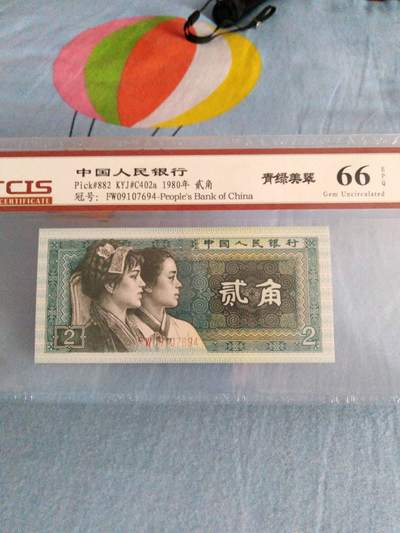 TCIS
CERTIFICATE
中国人民银行
Pick#882 KYJ#C402a 1980年 贰角
冠号: FW09107694-People's Bank of China
青绿美翠
66
EPQ
Gem Uncirculated
中国人民银行
贰角
FW09107694
2
2